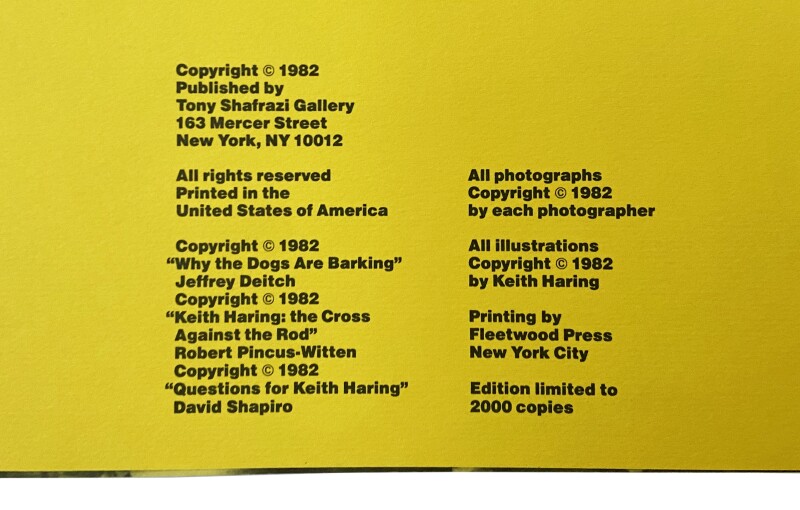 Copyright © 1982
Published by
Tony Shafrazi Gallery
163 Mercer Street
New York, NY 10012
All rights reserved
Printed in the
United States of America
Copyright © 1982
“Why the Dogs Are Barking”
Jeffrey Deitch
Copyright © 1982
“Keith Haring: the Cross
Against the Rod”
Robert Pincus-Witten
Copyright © 1982
“Questions for Keith Haring”
David Shapiro
All photographs
Copyright © 1982
by each photographer
All illustrations
Copyright © 1982
by Keith Haring
Printing by
Fleetwood Press
New York City
Edition limited to
2000 copies